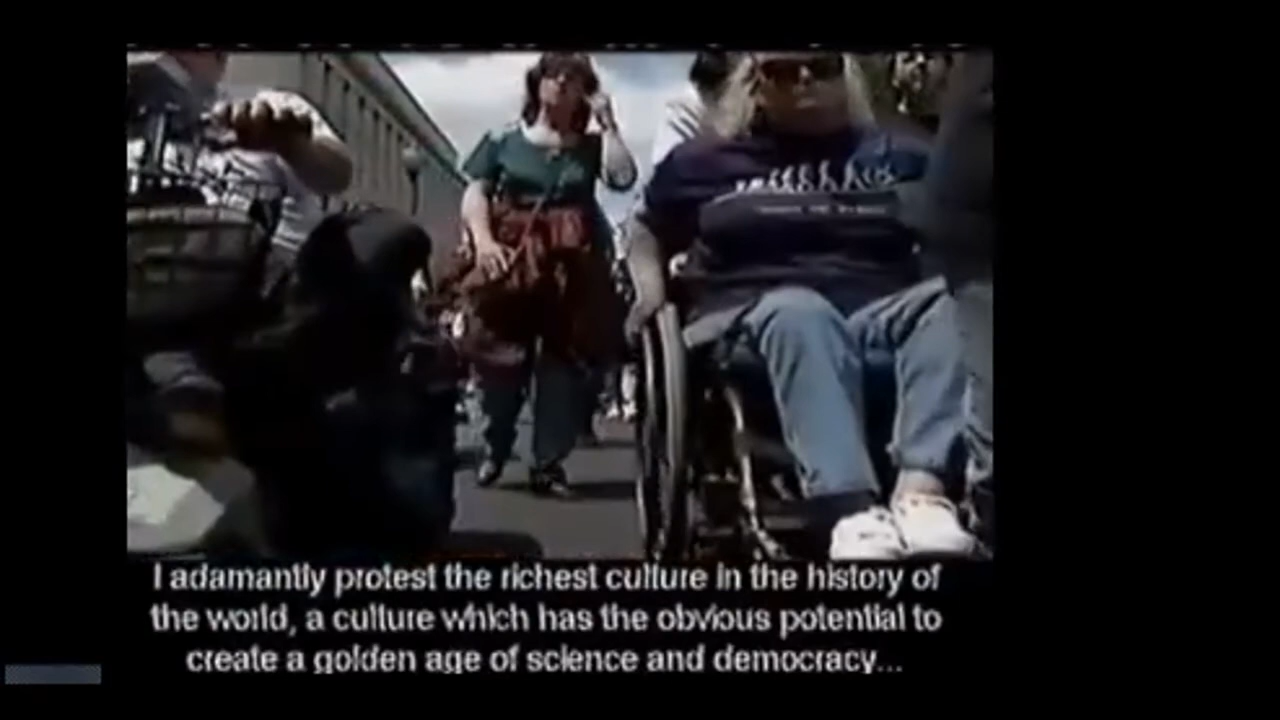 I adamantly protest the richest culture in the history of
the world, a culture which has the obvious potential to
create a golden age of science and democracy...